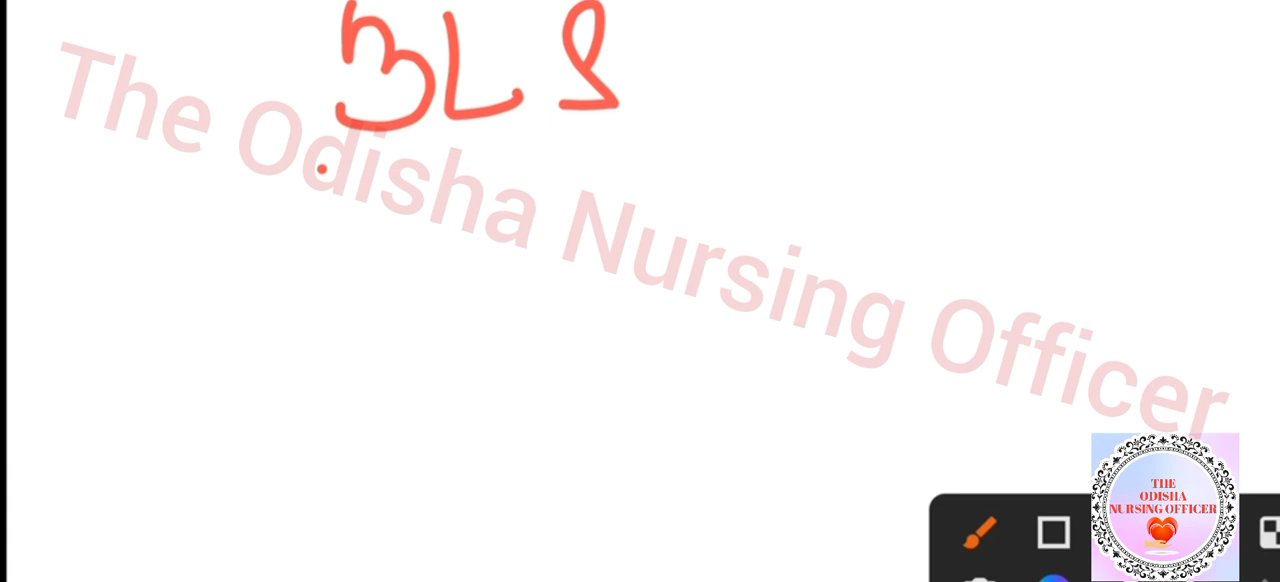 BLS
The Odisha Nursing Officer
THE
ODISHA
NURSING OFFICER